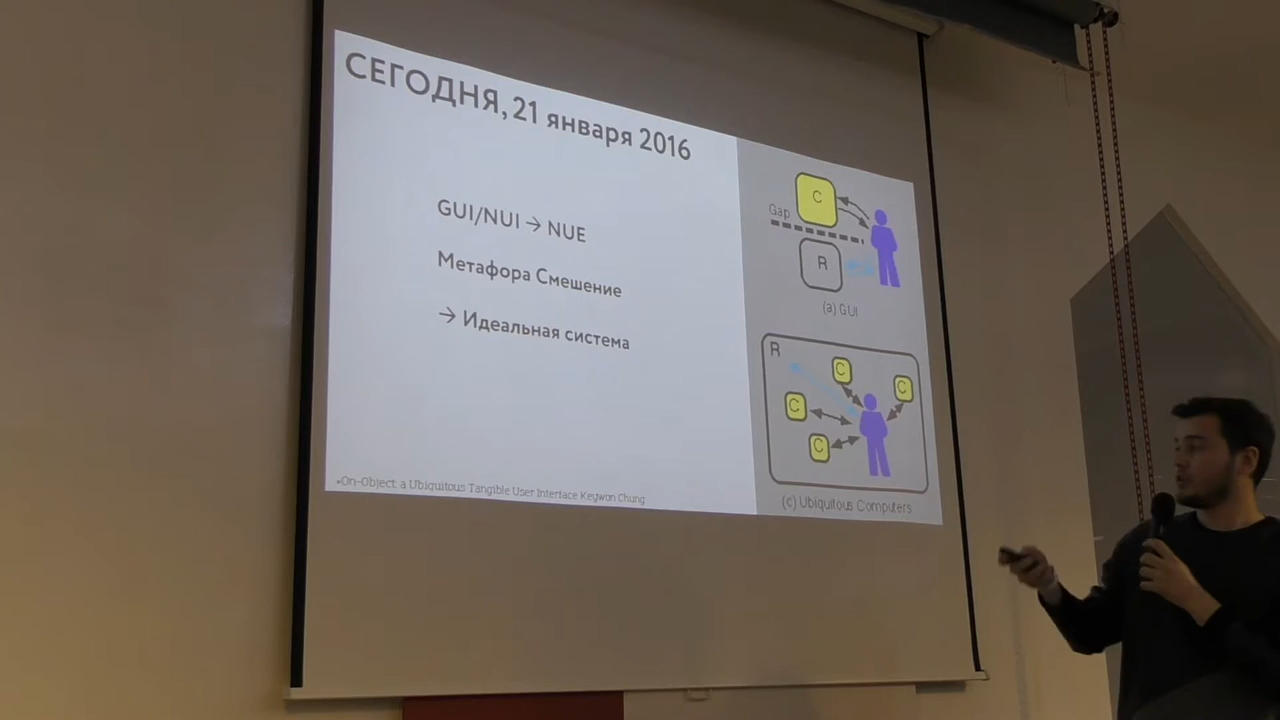 СЕГОДНЯ, 21 января 2016
GUI/NUI → NUE
Метафора Смешение
→ Идеальная система
*On-Object: a Ubiquitous Tangible User Interface Keywon Chung
C
Gap
R
(a) GUI
R
C
C
C
C
(c) Ubiquitous Computers